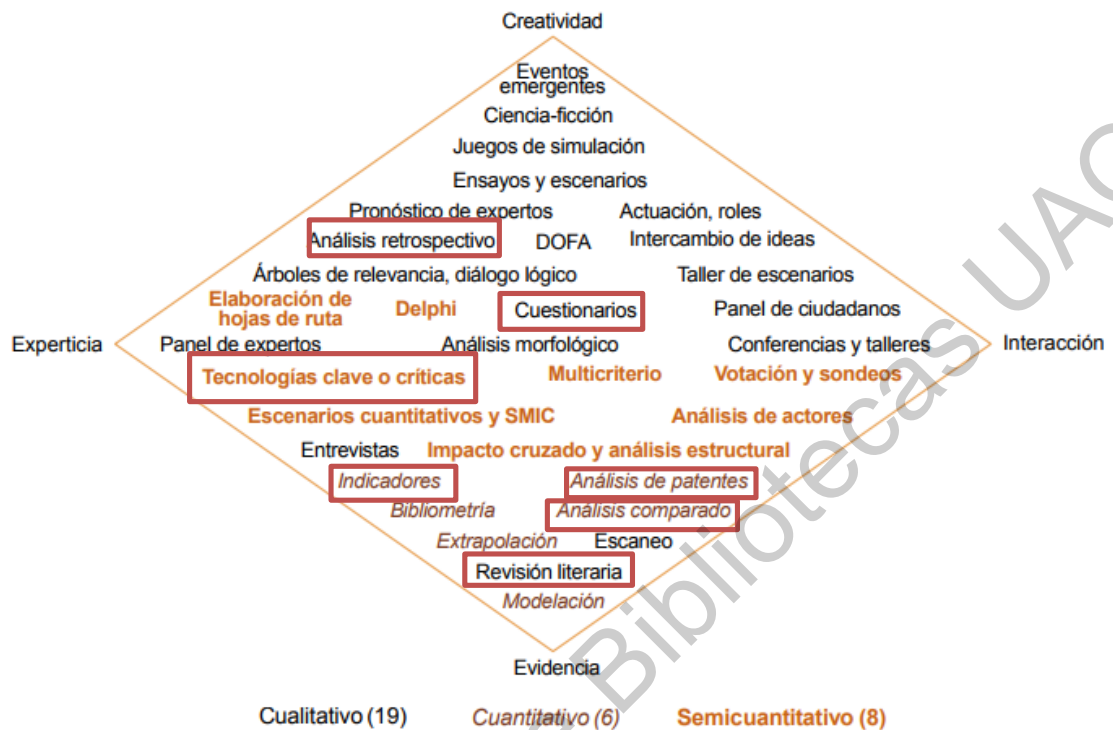 Creatividad
Eventos
emergentes
Ciencia-ficción
Juegos de simulación
Ensayos y escenarios
Pronóstico de expertos Actuación, roles
Análisis retrospectivo DOFA Intercambio de ideas
Árboles de relevancia, diálogo lógico Taller de escenarios
Elaboración de
hojas de ruta Delphi Cuestionarios Panel de ciudadanos
Experticia Panel de expertos Análisis morfológico Conferencias y talleres Interacción
Tecnologías clave o críticas Multicriterio Votación y sondeos
Escenarios cuantitativos y SMIC Análisis de actores
Entrevistas Impacto cruzado y análisis estructural
Indicadores Análisis de patentes
Bibliometría Análisis comparado
Extrapolación Escaneo
Revisión literaria
Modelación
Evidencia
Cualitativo (19) Cuantitativo (6) Semicuantitativo (8)
Bibliotecas